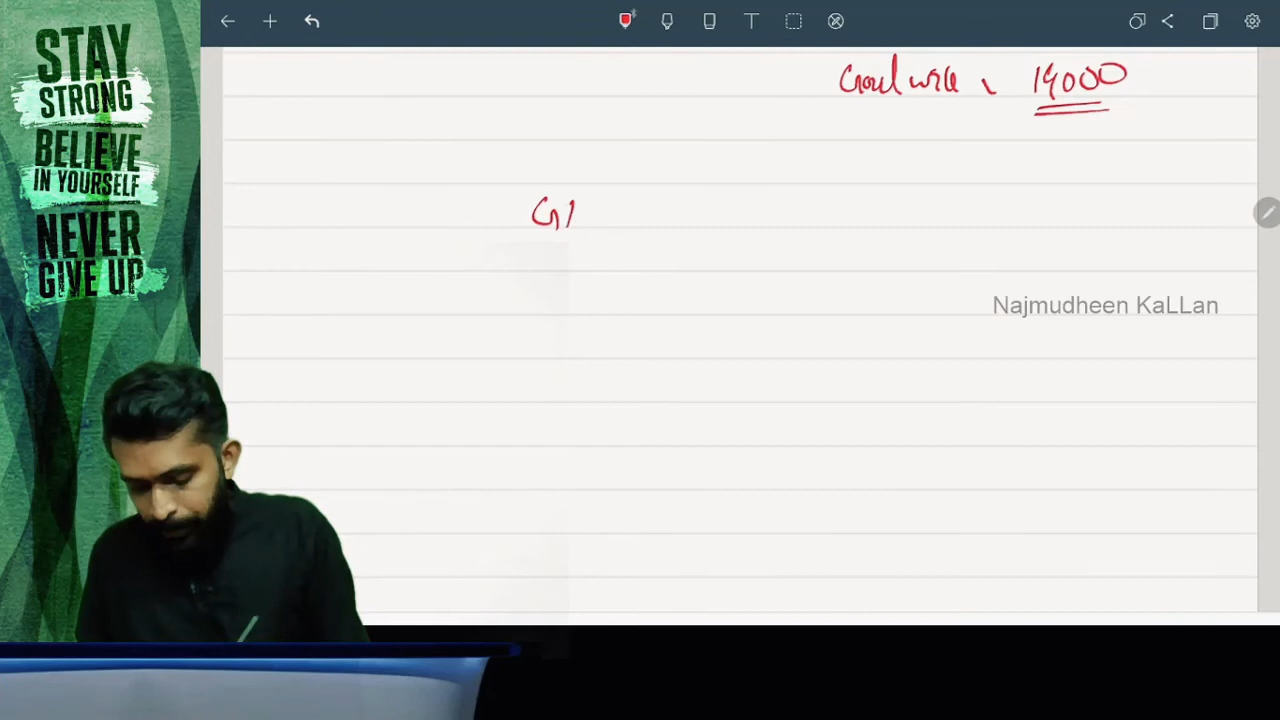 STAY
STRONG
BELIEVE
IN YOURSELF
NEVER
GIVE UP
Goodwill 14000
Najmudheen KaLLan